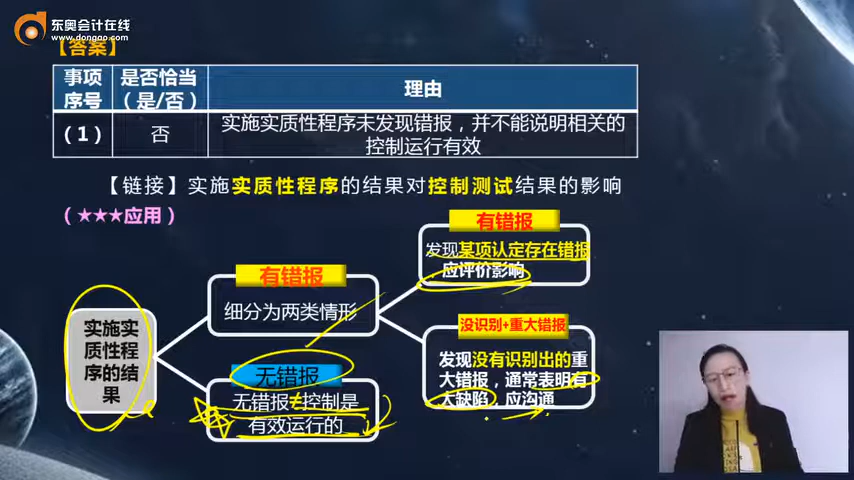 东奥会计在线
www.dongao.com
【答案】
事项序号
是否恰当（是/否）
理由
（1）
否
实施实质性程序未发现错报，并不能说明相关的
控制运行有效
【链接】实施实质性程序的结果对控制测试结果的影响
（★★★应用）
实施实
质性程
序的结
果
有错报
细分为两类情形
无错报
无错报≠控制是
有效运行的
有错报
发现某项认定存在错报
应评价影响
没识别+重大错报
发现没有识别出的重
大错报，通常表明有
大缺陷，应沟通